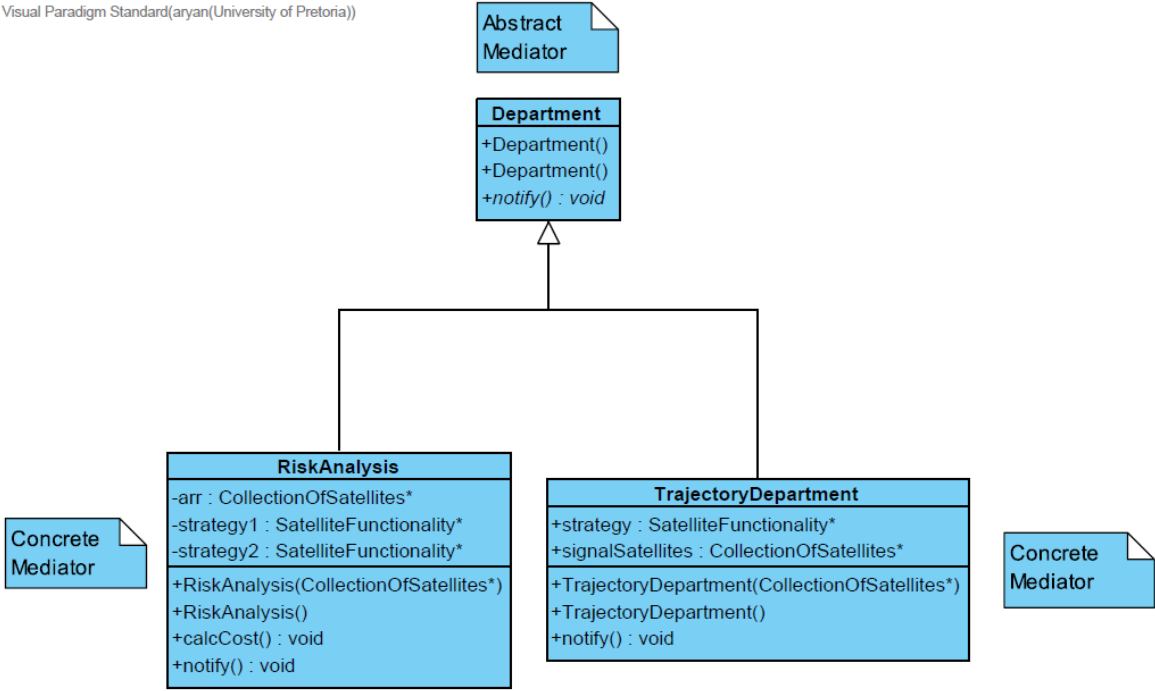 Visual Paradigm Standard(aryan(University of Pretoria))
Abstract
Mediator
Department
+Department()
+Department()
+notify() : void
RiskAnalysis
-arr : CollectionOfSatellites*
-strategy1 : SatelliteFunctionality*
-strategy2 : SatelliteFunctionality*
+RiskAnalysis(CollectionOfSatellites*)
+RiskAnalysis()
+calcCost() : void
+notify() : void
Concrete
Mediator
TrajectoryDepartment
+strategy : SatelliteFunctionality*
+signalSatellites : CollectionOfSatellites*
+TrajectoryDepartment(CollectionOfSatellites*)
+TrajectoryDepartment()
+notify() : void
Concrete
Mediator